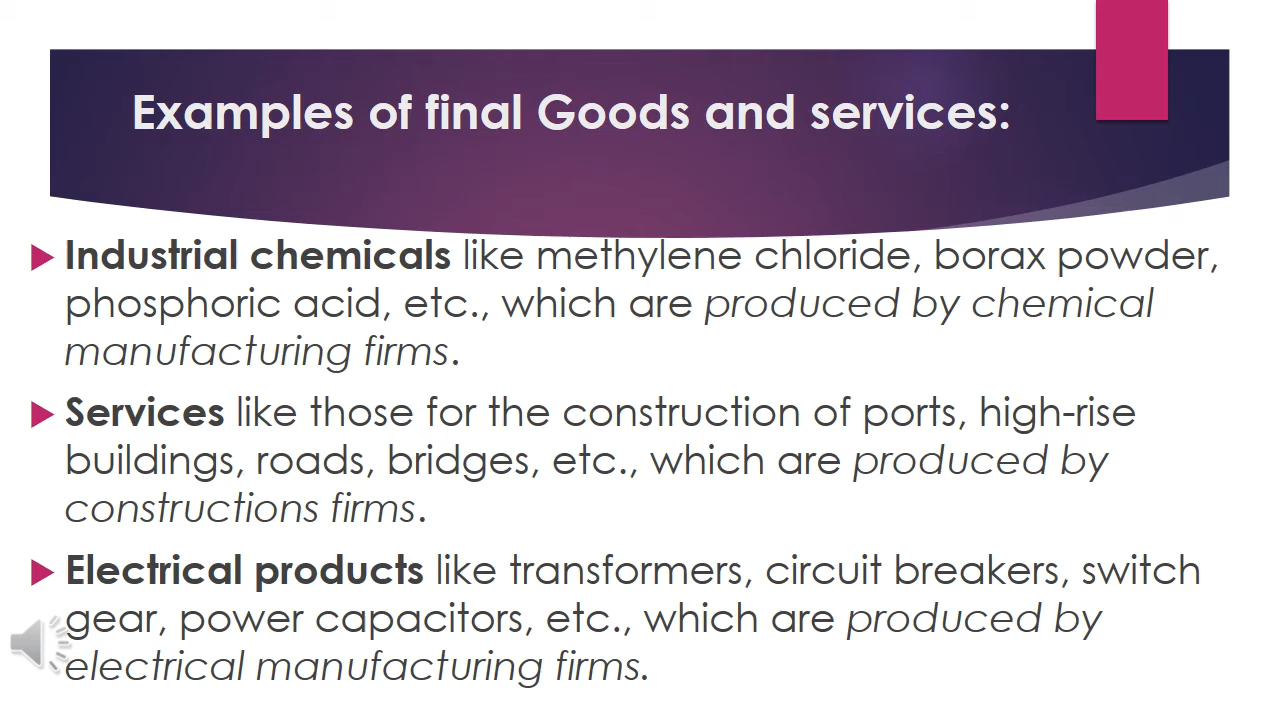 Examples of final Goods and services:
Industrial chemicals like methylene chloride, borax powder,
phosphoric acid, etc., which are produced by chemical
manufacturing firms.
Services like those for the construction of ports, high-rise
buildings, roads, bridges, etc., which are produced by
constructions firms.
Electrical products like transformers, circuit breakers, switch
gear, power capacitors, etc., which are produced by
electrical manufacturing firms.